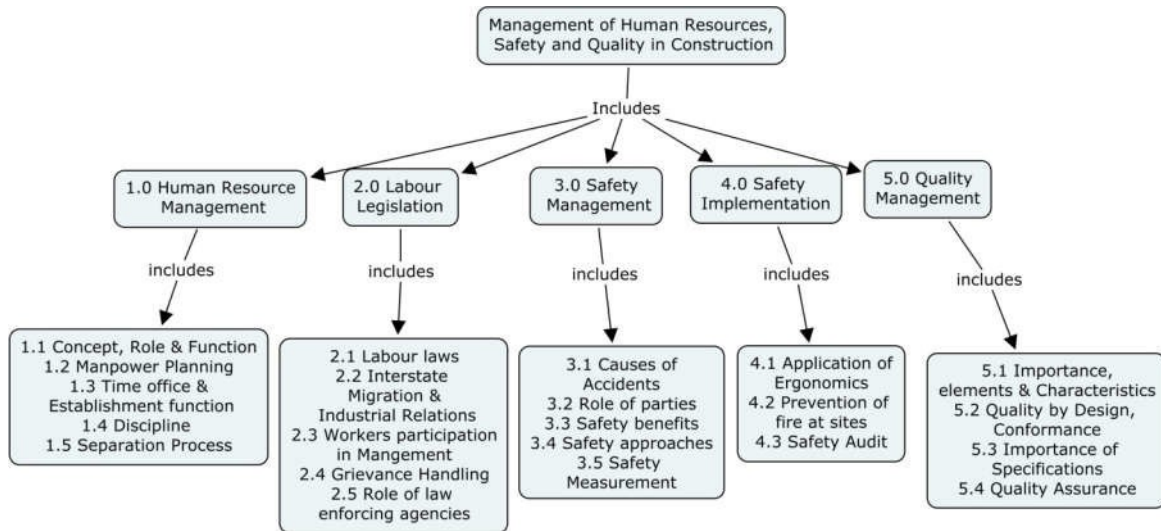 Management of Human Resources,
Safety and Quality in Construction
Includes
1.0 Human Resource
Management
2.0 Labour
Legislation
3.0 Safety
Management
4.0 Safety
Implementation
5.0 Quality
Management
includes
includes
includes
includes
includes
1.1 Concept, Role & Function
1.2 Manpower Planning
1.3 Time office &
Establishment function
1.4 Discipline
1.5 Separation Process
2.1 Labour laws
2.2 Interstate
Migration &
Industrial Relations
2.3 Workers participation
in Mangement
2.4 Grievance Handling
2.5 Role of law
enforcing agencies
3.1 Causes of
Accidents
3.2 Role of parties
3.3 Safety benefits
3.4 Safety approaches
3.5 Safety
Measurement
4.1 Application of
Ergonomics
4.2 Prevention of
fire at sites
4.3 Safety Audit
5.1 Importance,
elements & Characteristics
5.2 Quality by Design,
Conformance
5.3 Importance of
Specifications
5.4 Quality Assurance